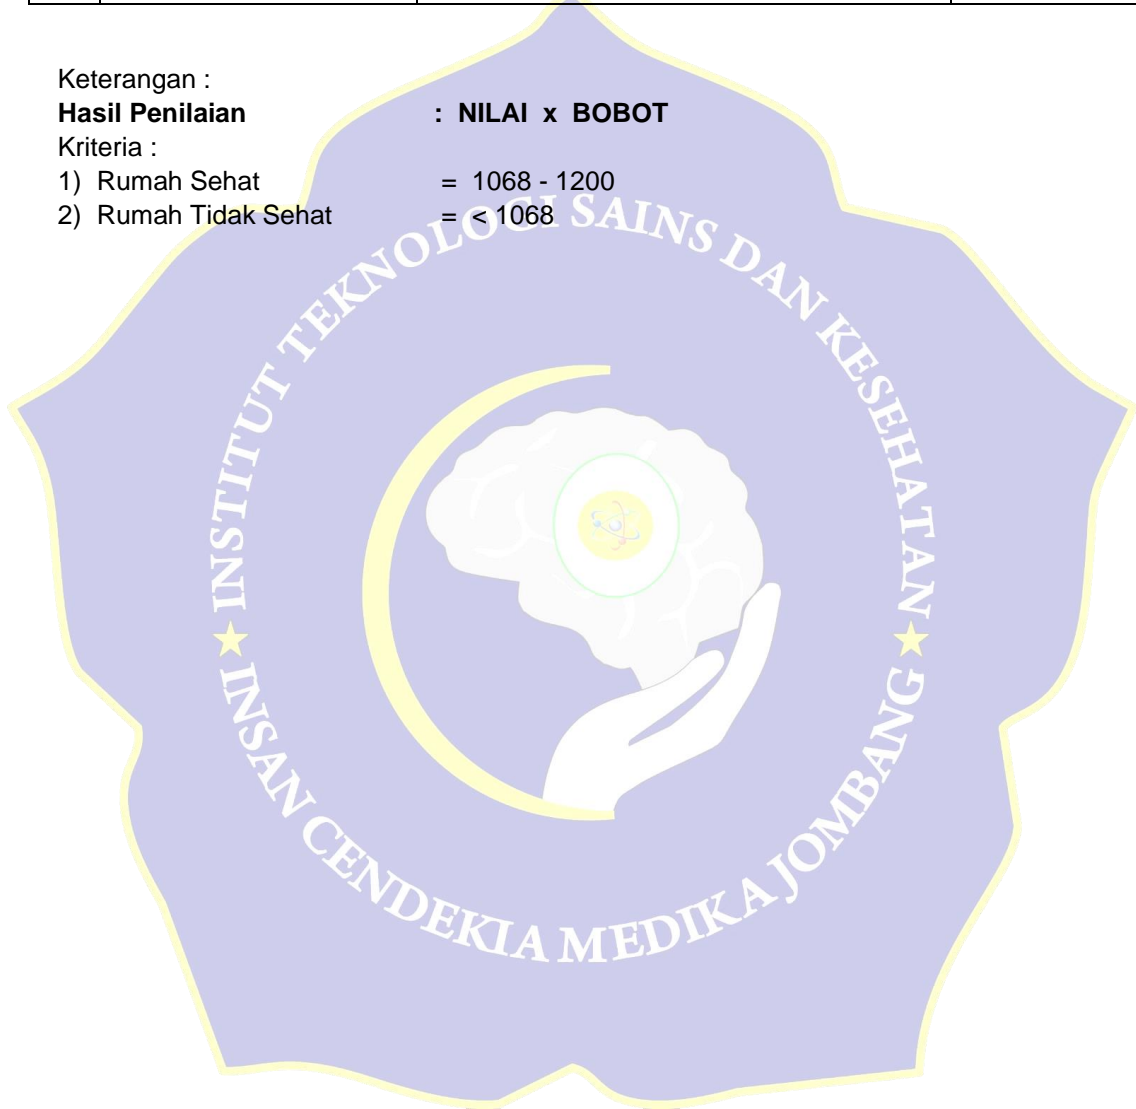 Keterangan :
Hasil Penilaian : NILAI x BOBOT
Kriteria :
1) Rumah Sehat = 1068 - 1200
2) Rumah Tidak Sehat = < 1068
INSTITUT TEKNOLOGI SAINS DAN KESEHATAN
INSAN CENDEKIA MEDIKA JOMBANG